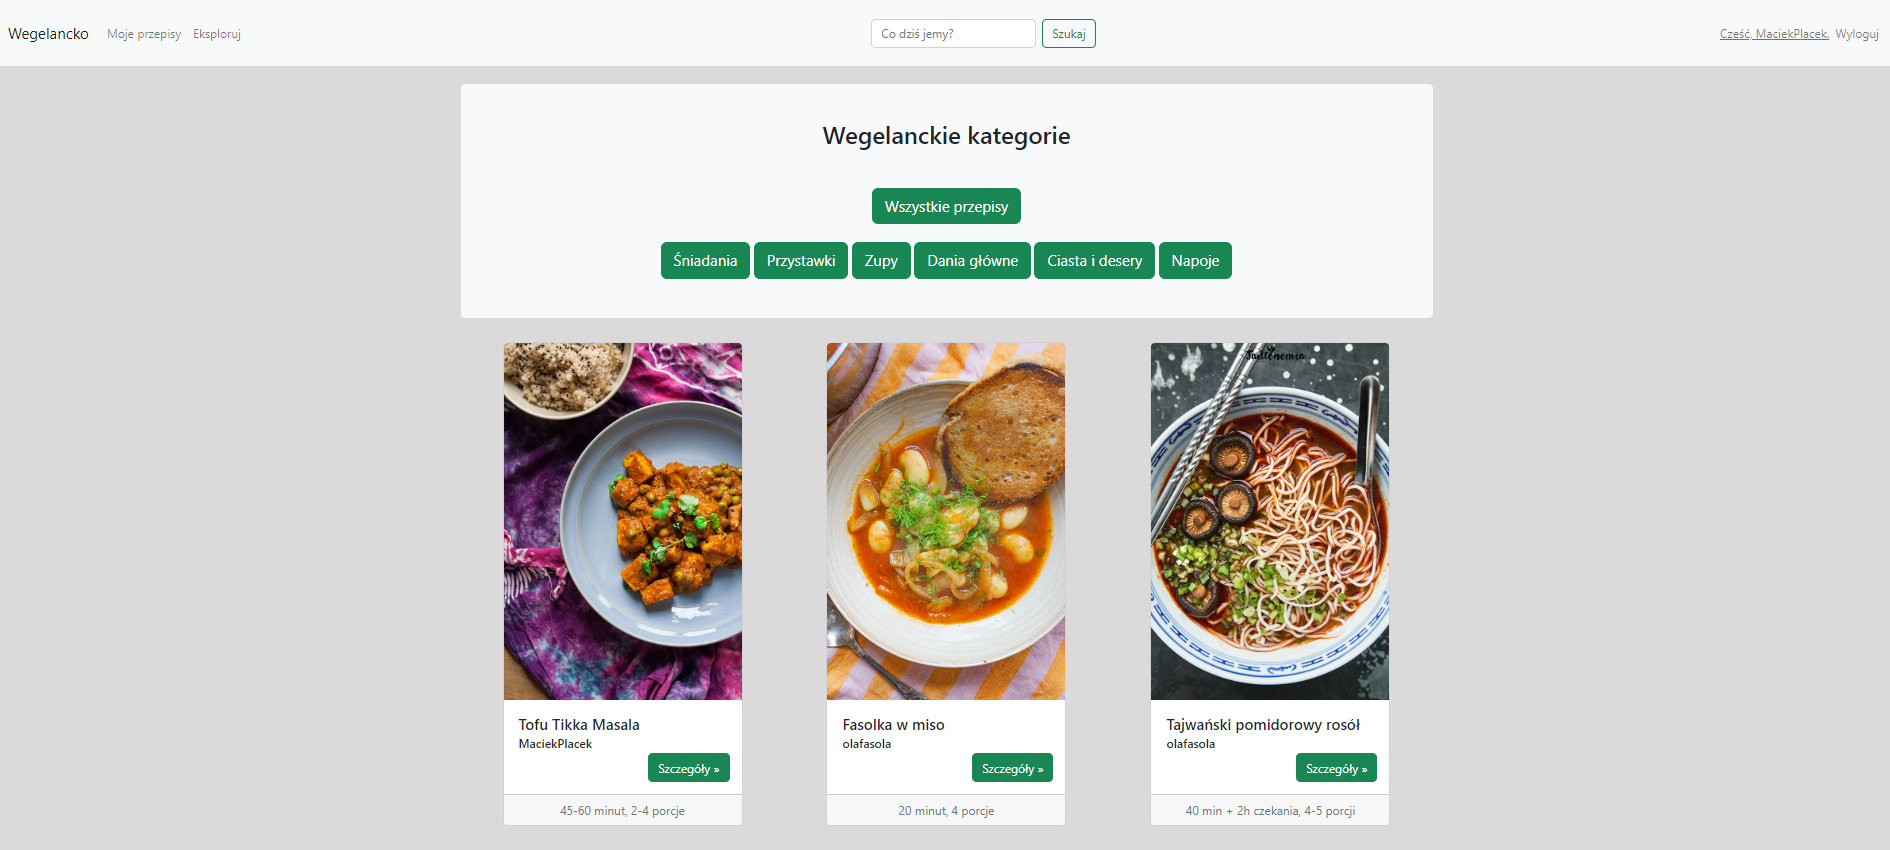 Wegelancko Moje przepisy Eksploruj Co dziś jemy? Szukaj Cześć, MaciekPlacek. Wyloguj
Wegelanckie kategorie
Wszystkie przepisy
Śniadania Przystawki Zupy Dania główne Ciasta i desery Napoje
Jadłonomia
Tofu Tikka Masala
MaciekPlacek
Szczegóły »
45-60 minut, 2-4 porcje
Fasolka w miso
olafasola
Szczegóły »
20 minut, 4 porcje
Tajwański pomidorowy rosół
olafasola
Szczegóły »
40 min + 2h czekania, 4-5 porcji